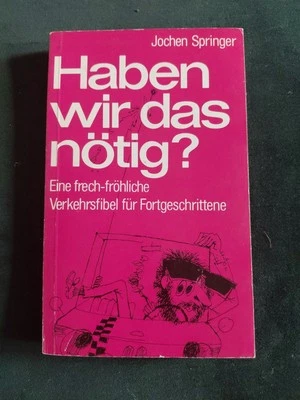 Jochen Springer
Haben
wir das
nötig?
Eine frech-fröhliche
Verkehrsfibel für Fortgeschrittene